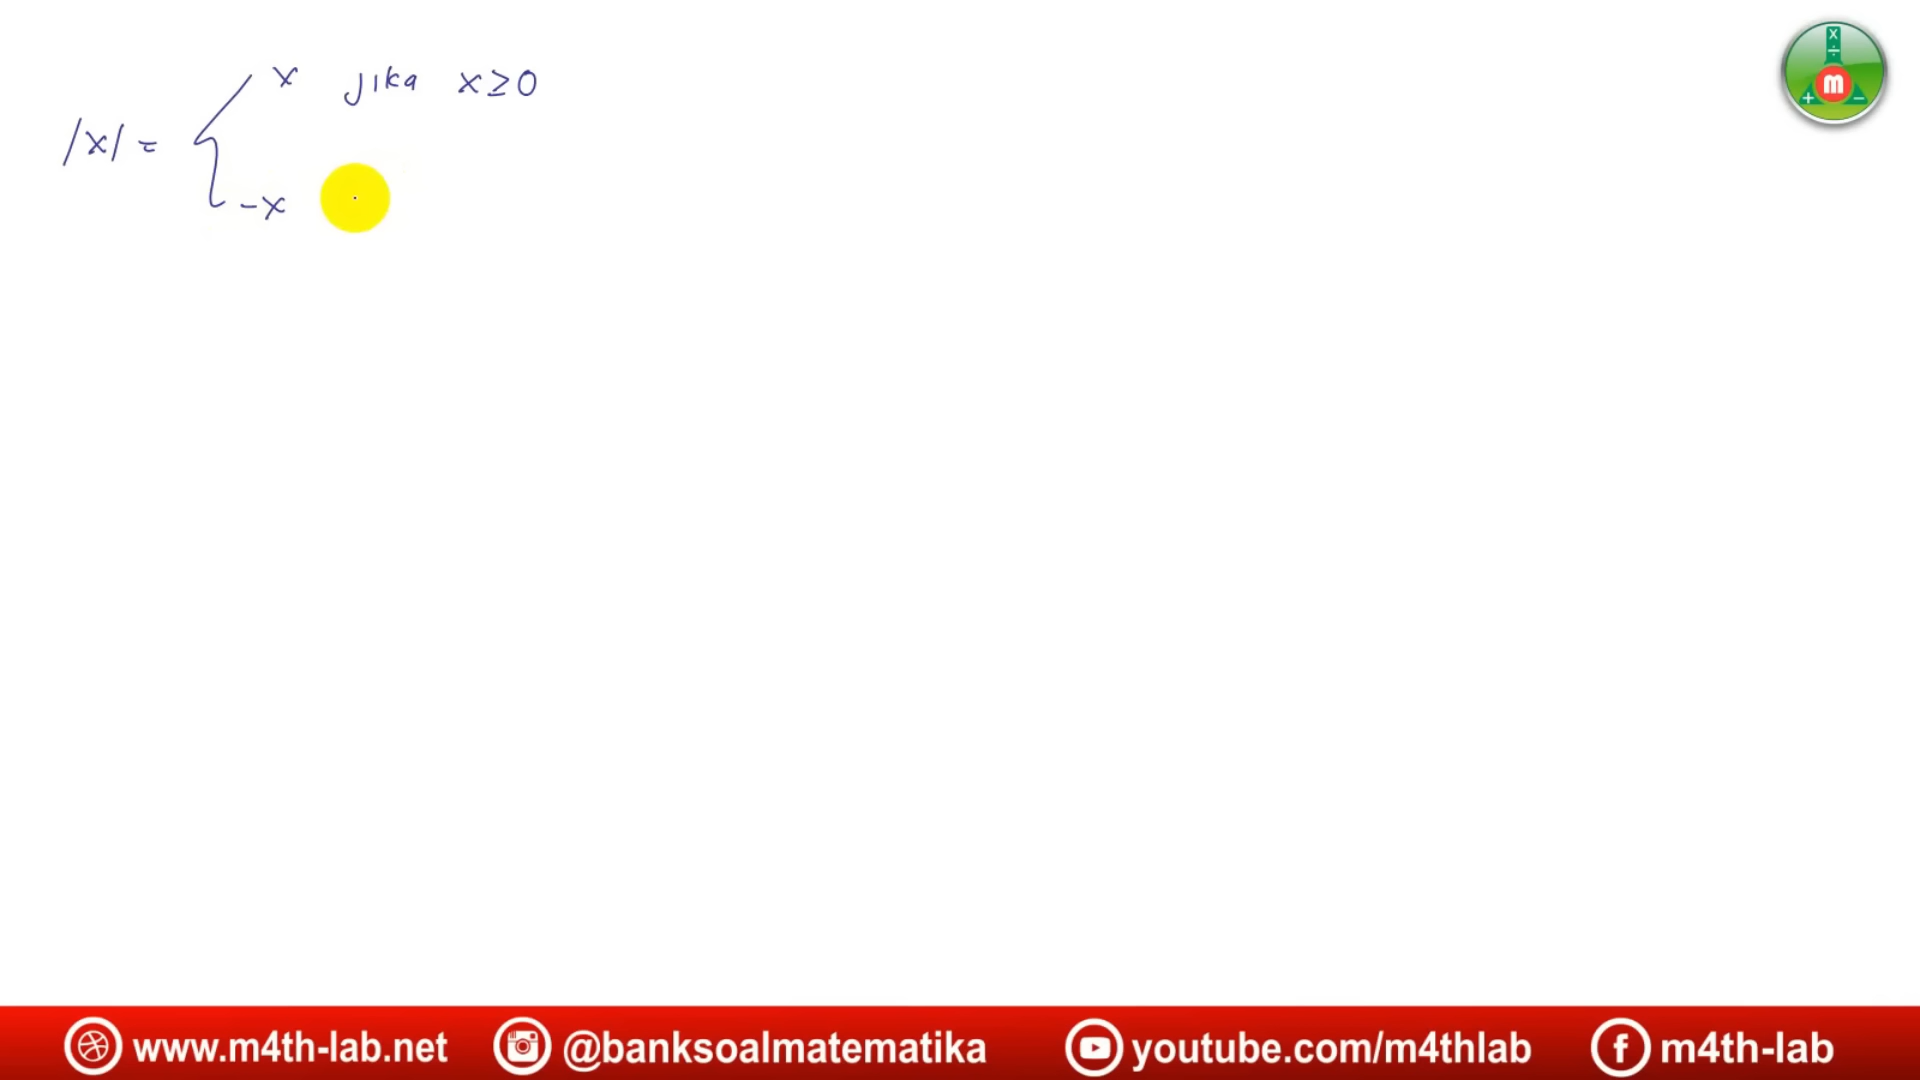 x jika x≥0
|x| =
-x
x
÷
m
+ −
www.m4th-lab.net @banksoalmatematika youtube.com/m4thlab m4th-lab